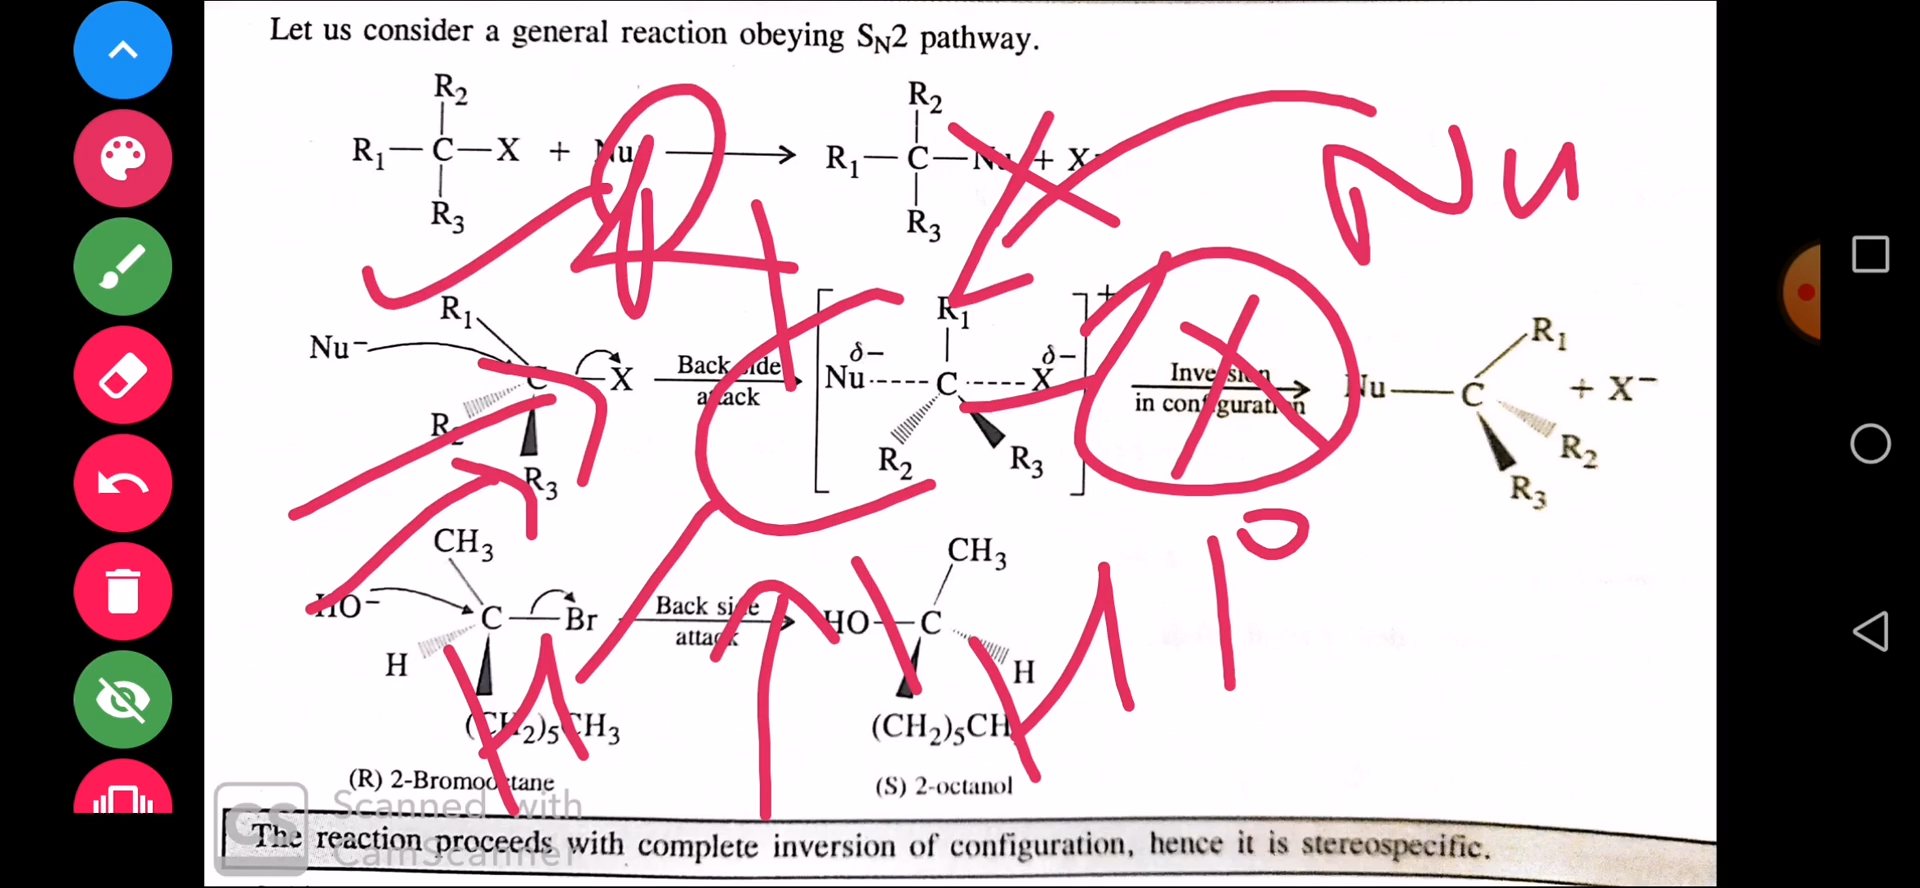 Let us consider a general reaction obeying SN2 pathway.
R2
R1—C—X + Nu → R1—C—Nu + X-
R3
R2
R3
Nu
Nu- R1 C X R2 R3
Back side attack
[Nu δ- ----- C ----- X δ- R1 R2 R3]+
Inversion in configuration
Nu—C R1 R2 R3 + X-
HO- CH3 C—Br H (CH2)5CH3
Back side attack
HO—C CH3 H (CH2)5CH
1°
(R) 2-Bromooctane
(S) 2-octanol
CS
Scanned with
CamScanner
The reaction proceeds with complete inversion of configuration, hence it is stereospecific.